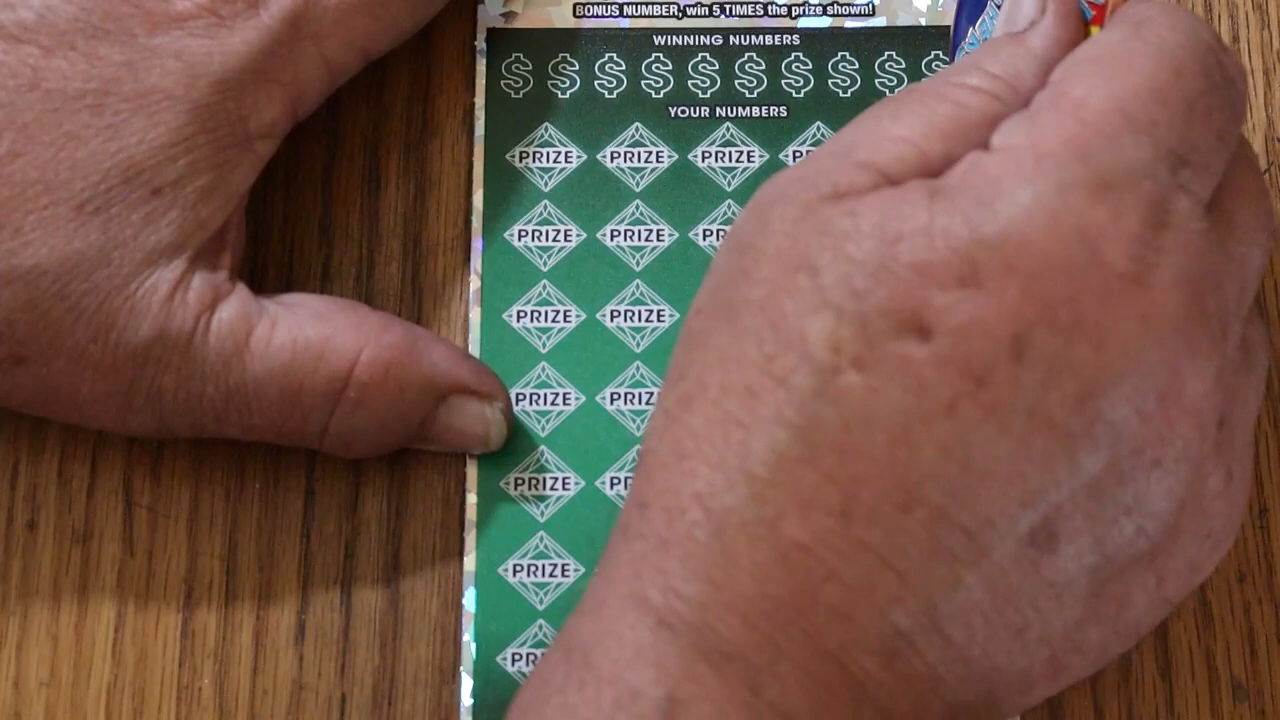 BONUS NUMBER, win 5 TIMES the prize shown!
WINNING NUMBERS
$ $ $ $ $ $ $ $ $ $
YOUR NUMBERS
PRIZE PRIZE PRIZE
PRIZE PRIZE
PRIZE PRIZE
PRIZE
PRIZE
PRIZE